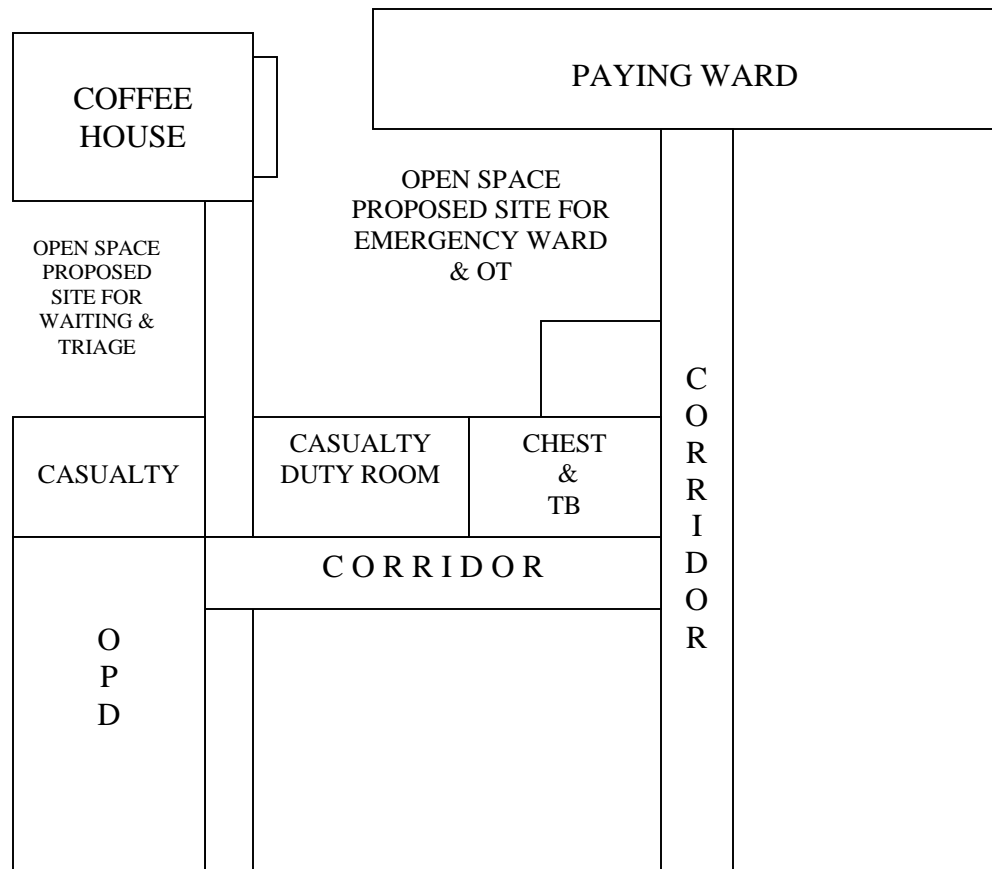 PAYING WARD
COFFEE
HOUSE
OPEN SPACE
PROPOSED SITE FOR
EMERGENCY WARD
& OT
OPEN SPACE
PROPOSED
SITE FOR
WAITING &
TRIAGE
CASUALTY
CASUALTY
DUTY ROOM
CHEST
&
TB
C
O
R
R
I
D
O
R
C O R R I D O R
O
P
D